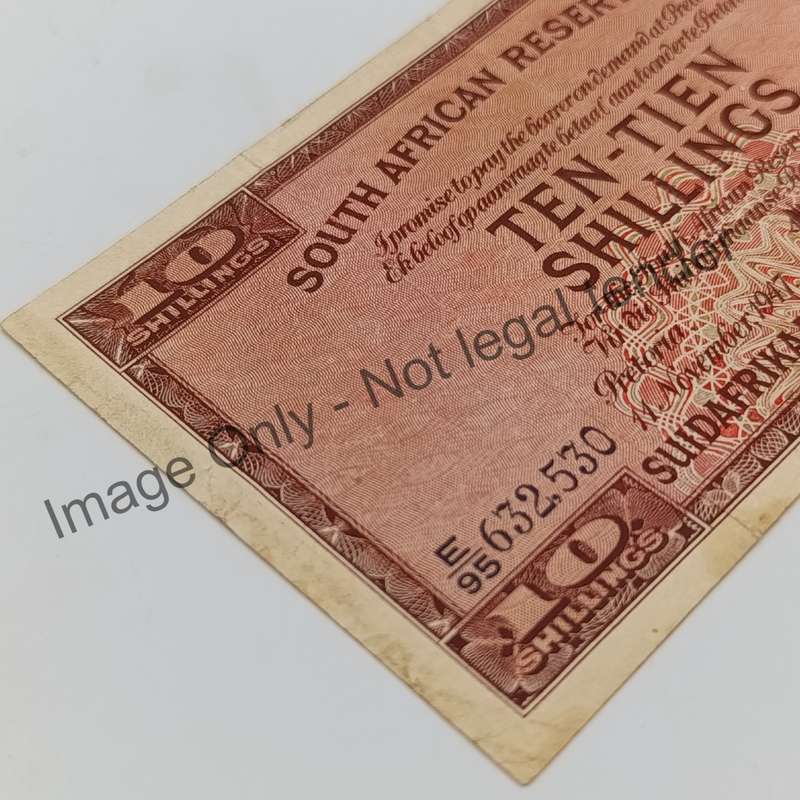 SOUTH AFRICAN RESERVE
I promise to pay the bearer on demand at
Ek beloof op aanvraag te betaal aan toonder te Pretoria
10
SHILLINGS
TEN-TIEN
SHILLINGS
Pretoria
November, 1941
SUIDAFRIKA
E/95 632,530
10
SHILLINGS
Image Only - Not legal tender